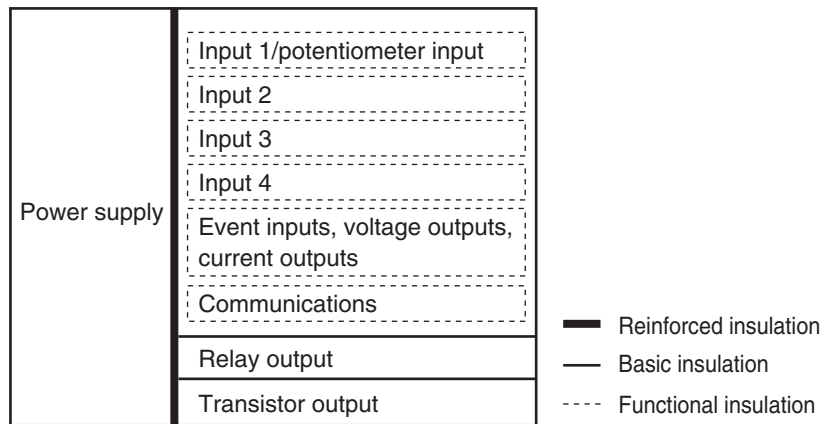 Power supply
Input 1/potentiometer input
Input 2
Input 3
Input 4
Event inputs, voltage outputs,
current outputs
Communications
Relay output
Transistor output
Reinforced insulation
Basic insulation
Functional insulation